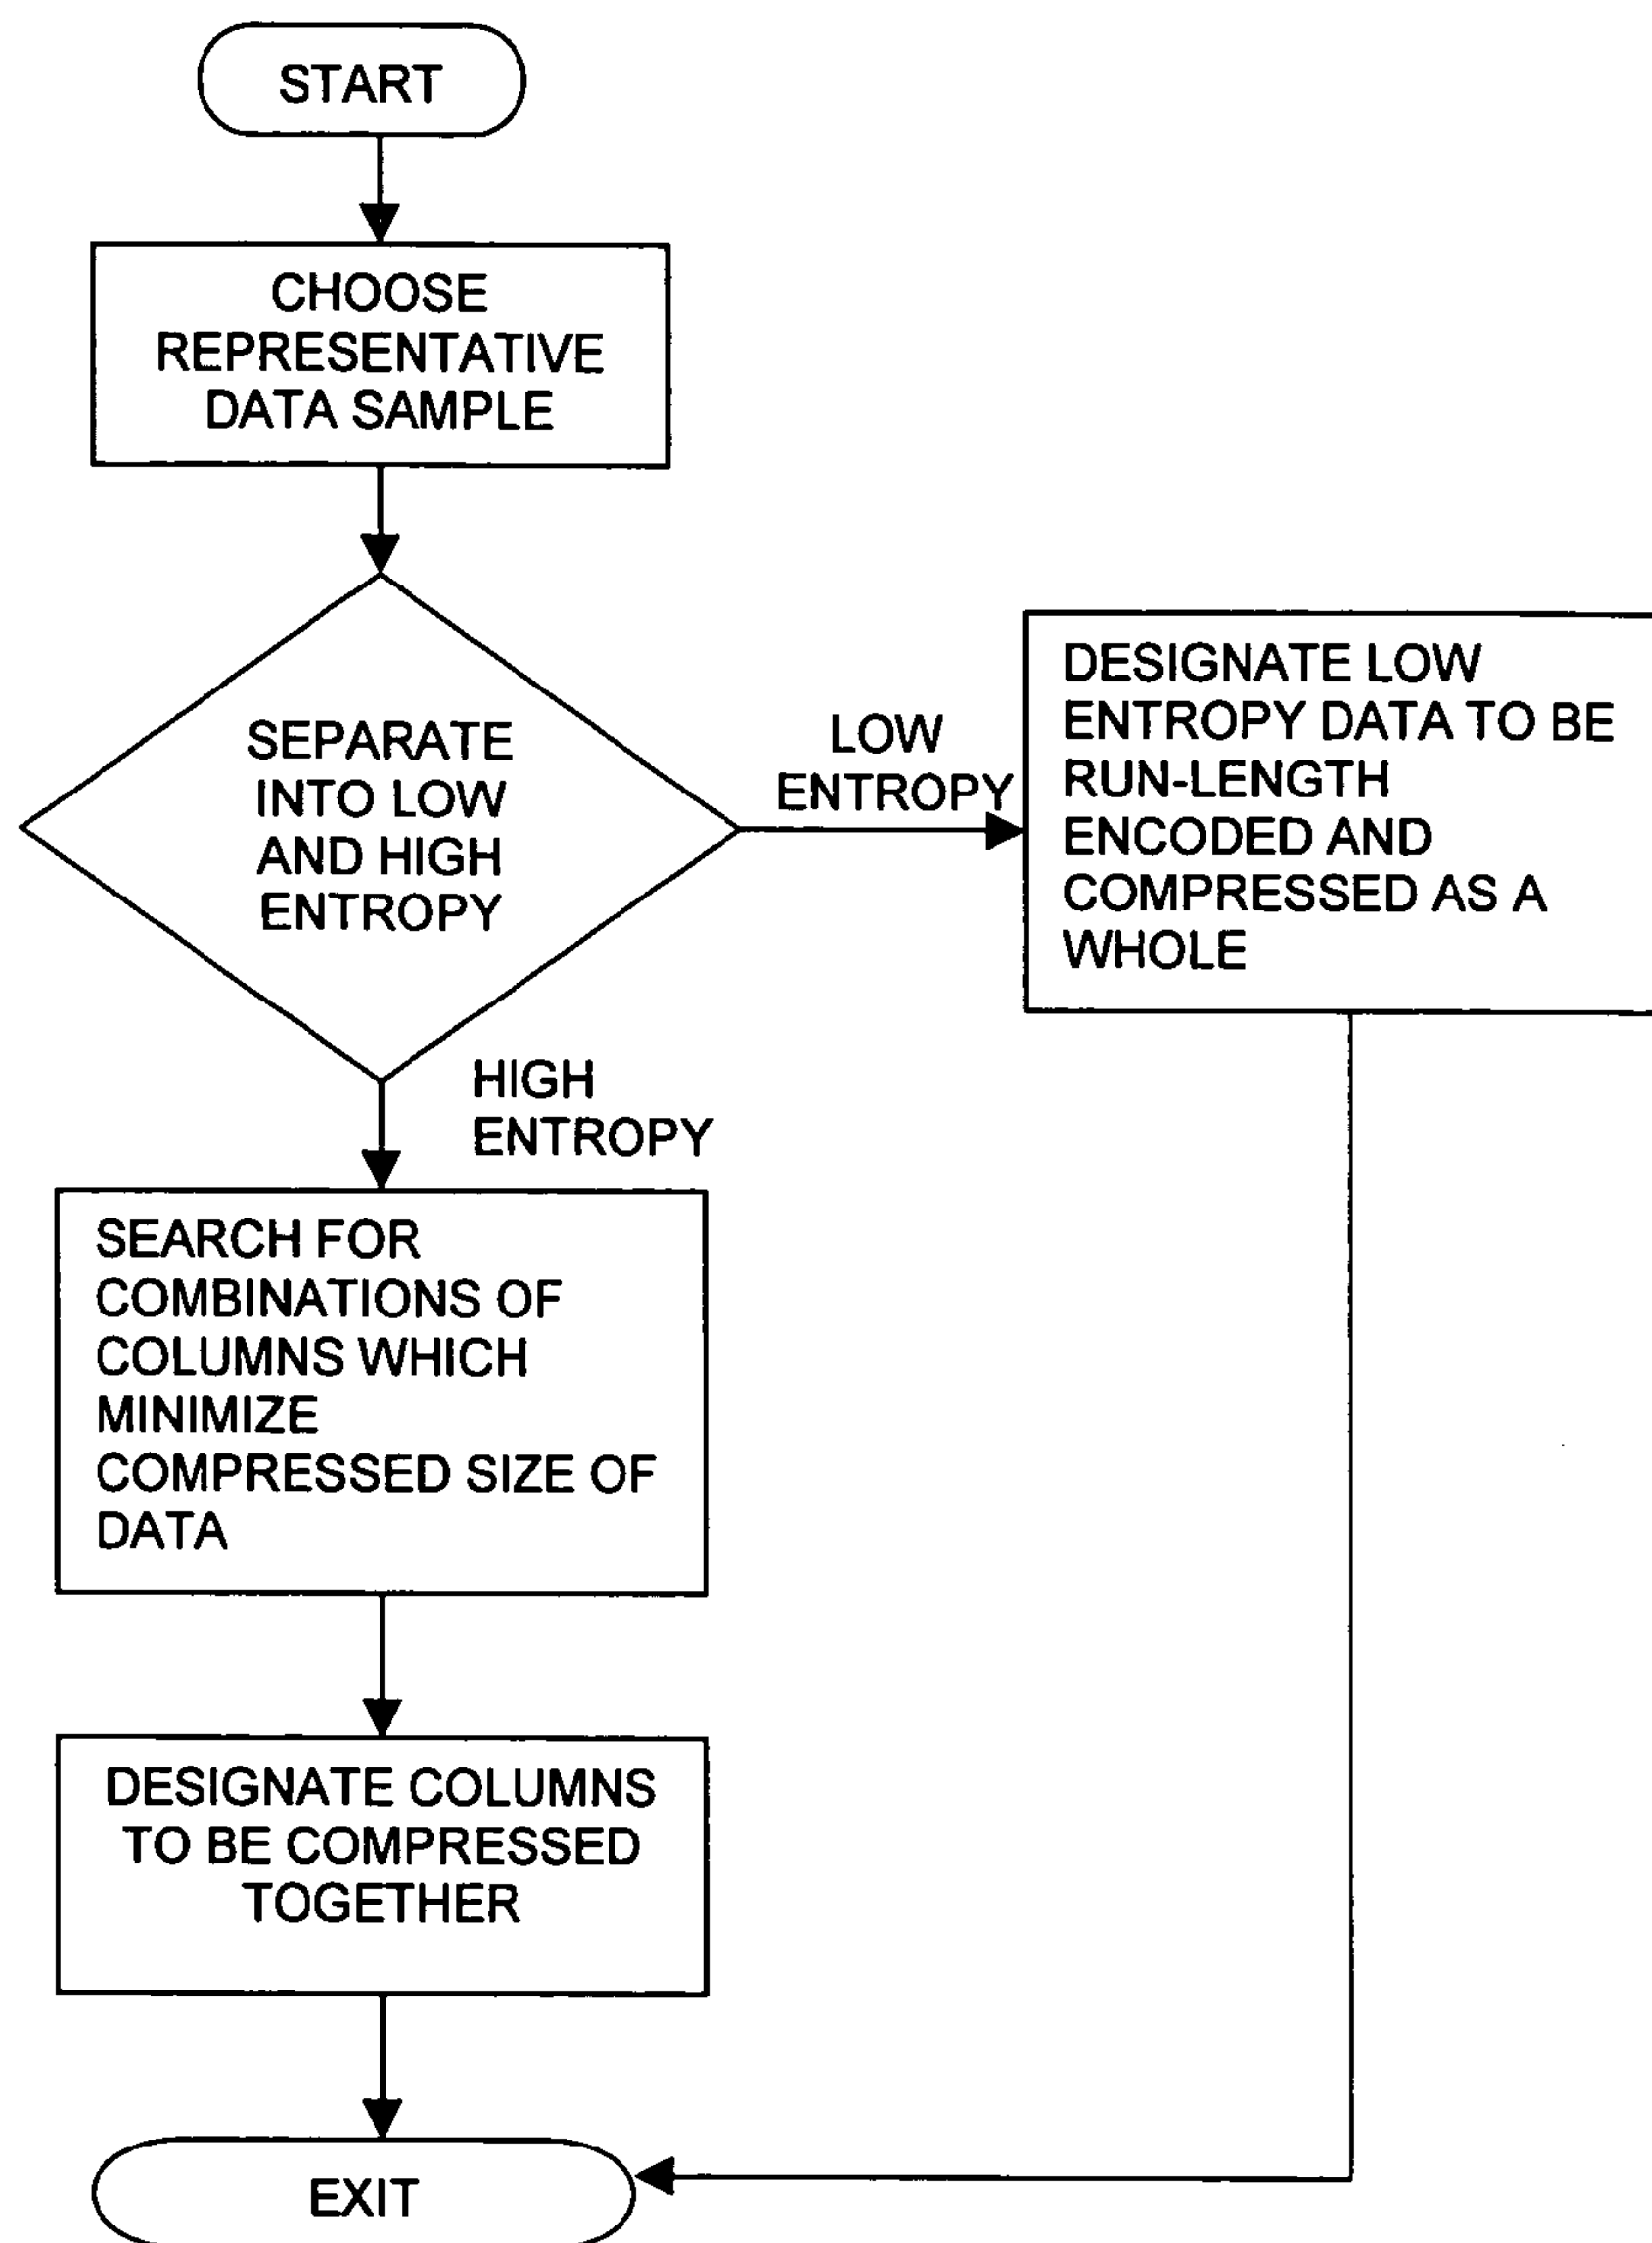 START
CHOOSE
REPRESENTATIVE
DATA SAMPLE
SEPARATE
INTO LOW
AND HIGH
ENTROPY
LOW
ENTROPY
DESIGNATE LOW
ENTROPY DATA TO BE
RUN-LENGTH
ENCODED AND
COMPRESSED AS A
WHOLE
HIGH
ENTROPY
SEARCH FOR
COMBINATIONS OF
COLUMNS WHICH
MINIMIZE
COMPRESSED SIZE OF
DATA
DESIGNATE COLUMNS
TO BE COMPRESSED
TOGETHER
EXIT